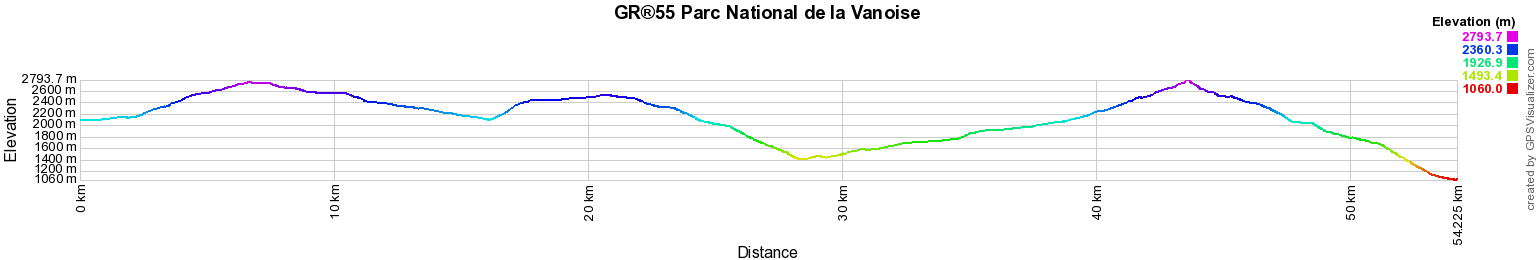 GR®55 Parc National de la Vanoise
Elevation (m)
2793.7
2360.3
1926.9
1493.4
1060.0
2793.7 m
2600 m
2400 m
2200 m
2000 m
1800 m
1600 m
1400 m
1200 m
1060 m
Elevation
0 km
10 km
20 km
30 km
40 km
50 km
54.225 km
Distance
created by GPSVisualizer.com